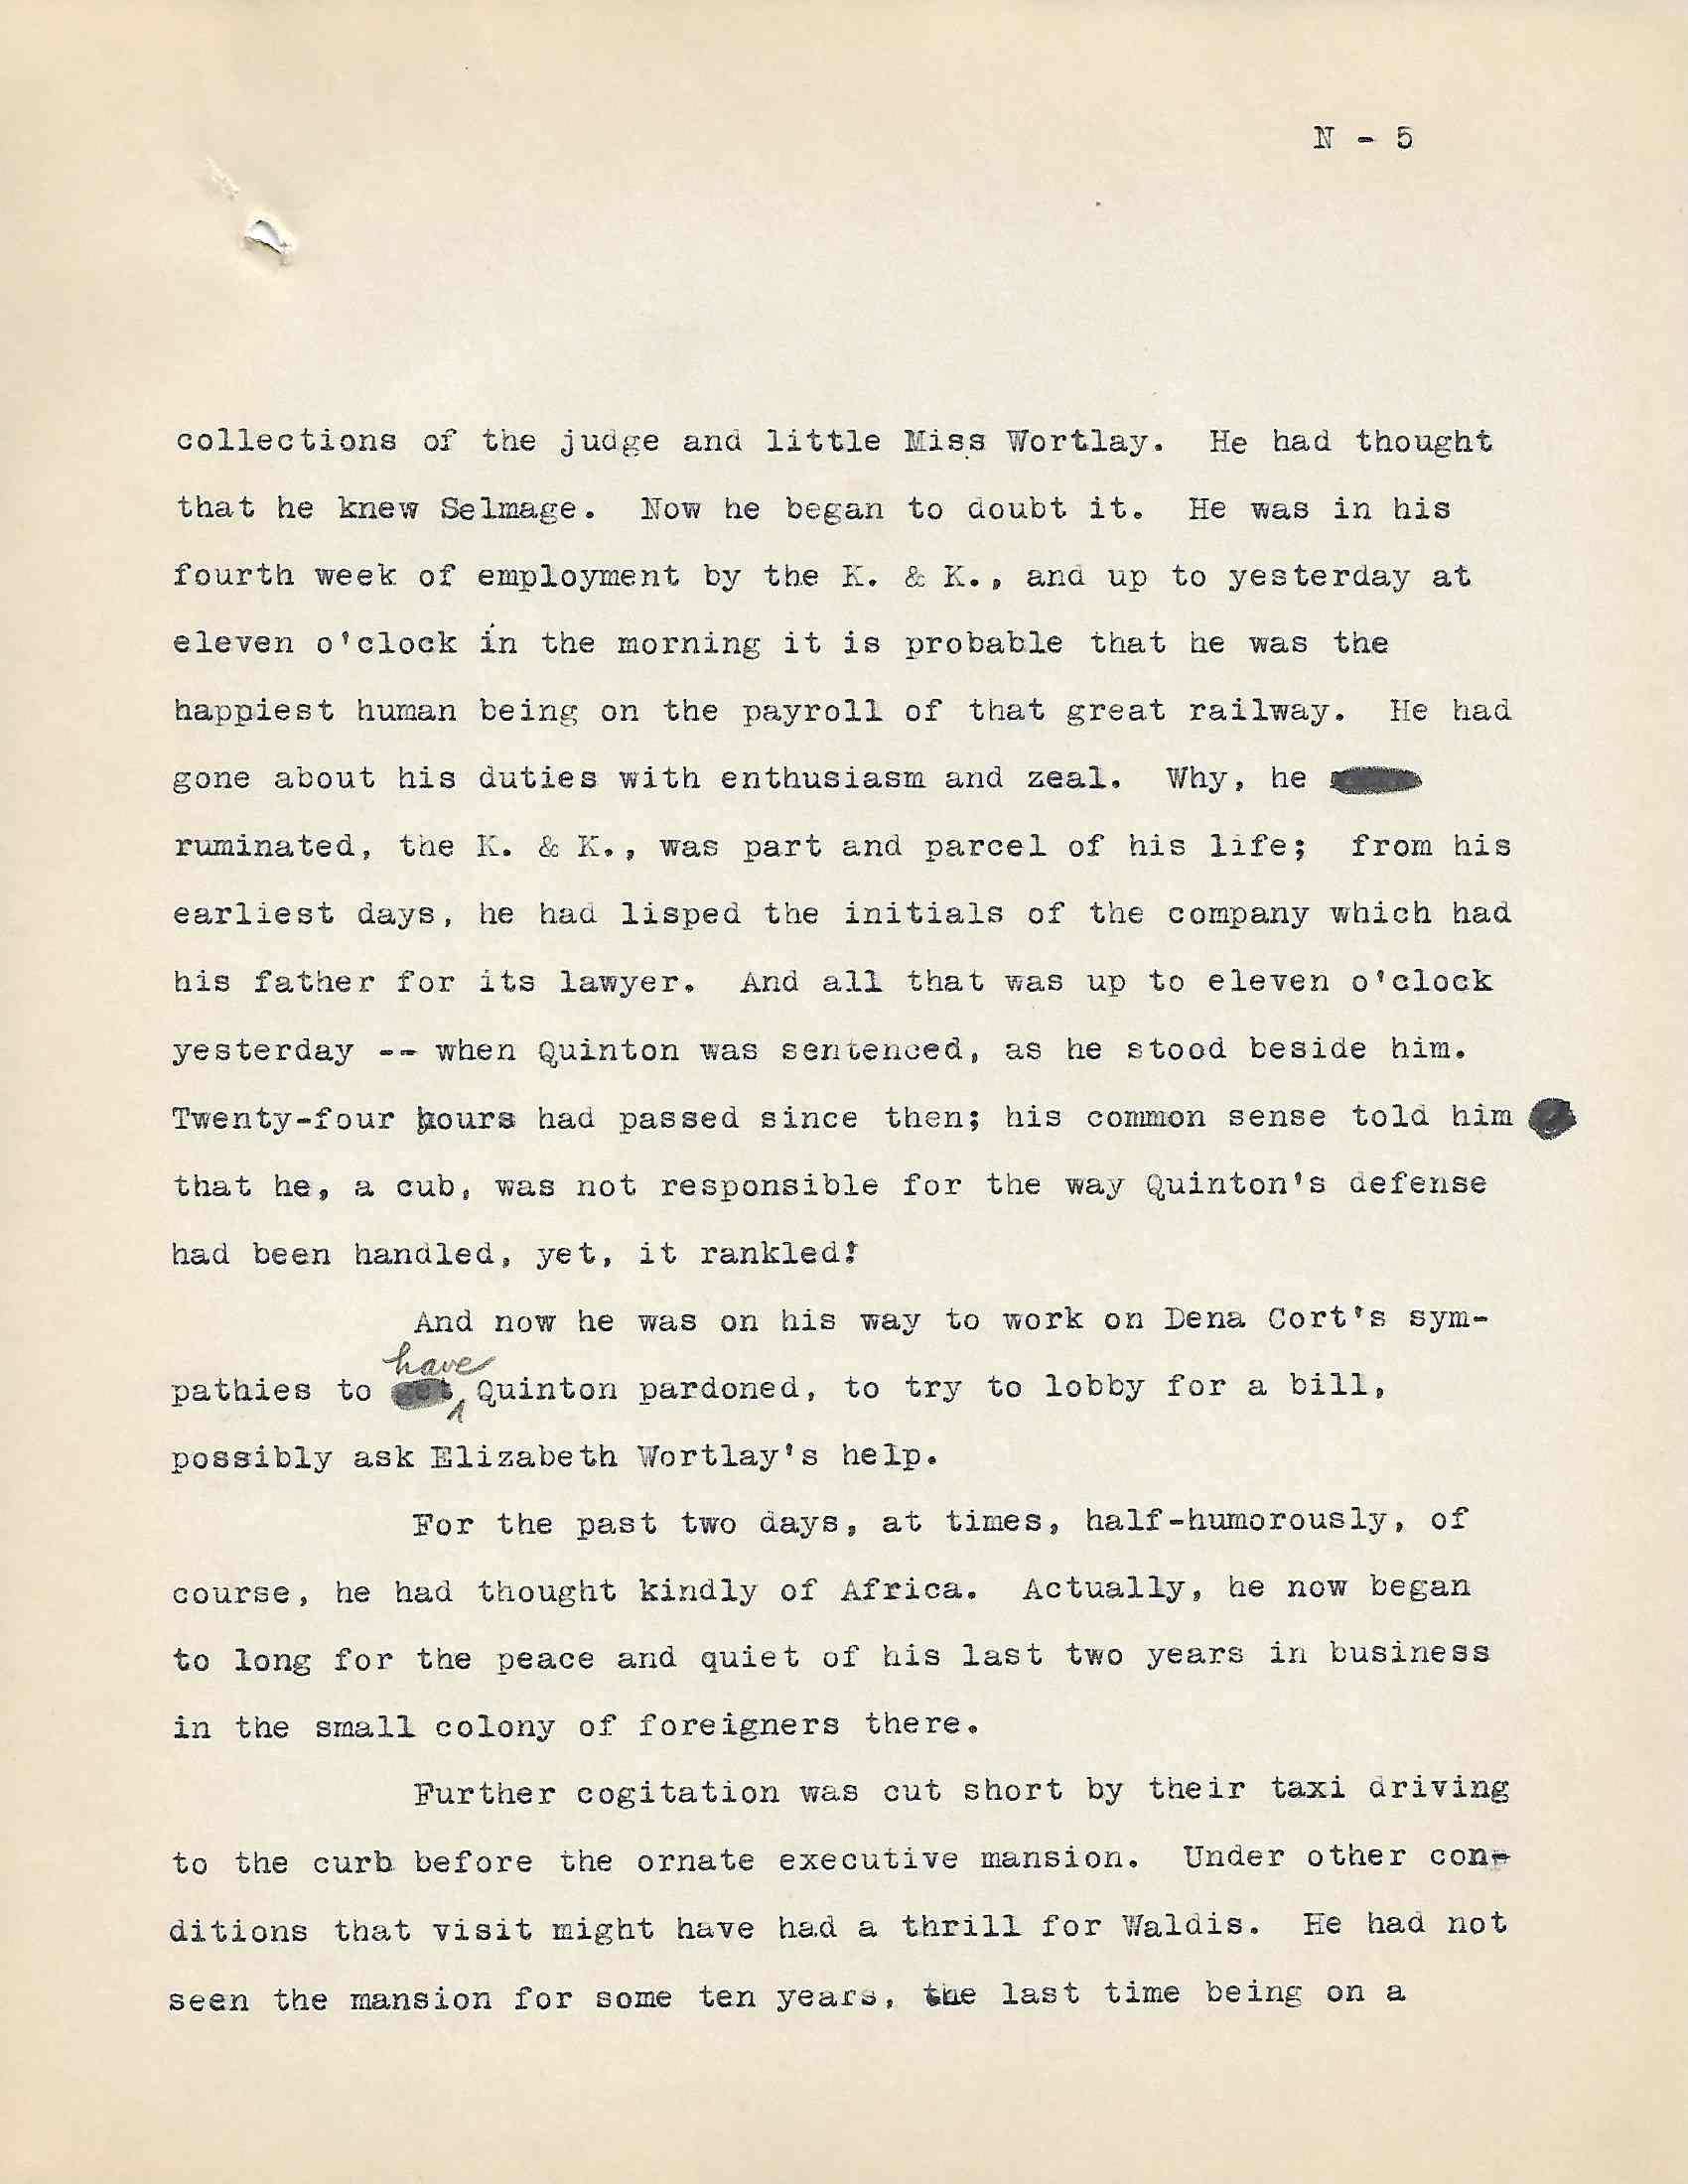 N - 5
collections of the judge and little Miss Wortlay.  He had thought
that he knew Selmage.  Now he began to doubt it.  He was in his
fourth week of employment by the K. & K., and up to yesterday at
eleven o'clock in the morning it is probable that he was the
happiest human being on the payroll of that great railway.  He had
gone about his duties with enthusiasm and zeal.  Why, he
ruminated, the K. & K., was part and parcel of his life;  from his
earliest days, he had lisped the initials of the company which had
his father for its lawyer.  And all that was up to eleven o'clock
yesterday -- when Quinton was sentenced, as he stood beside him.
Twenty-four hours had passed since then; his common sense told him
that he, a cub, was not responsible for the way Quinton's defense
had been handled, yet, it rankled!
And now he was on his way to work on Dena Cort's sym-
have
pathies to Quinton pardoned, to try to lobby for a bill,
possibly ask Elizabeth Wortlay's help.
For the past two days, at times, half-humorously, of
course, he had thought kindly of Africa.  Actually, he now began
to long for the peace and quiet of his last two years in business
in the small colony of foreigners there.
Further cogitation was cut short by their taxi driving
to the curb before the ornate executive mansion.  Under other con-
ditions that visit might have had a thrill for Waldis.  He had not
seen the mansion for some ten years, the last time being on a